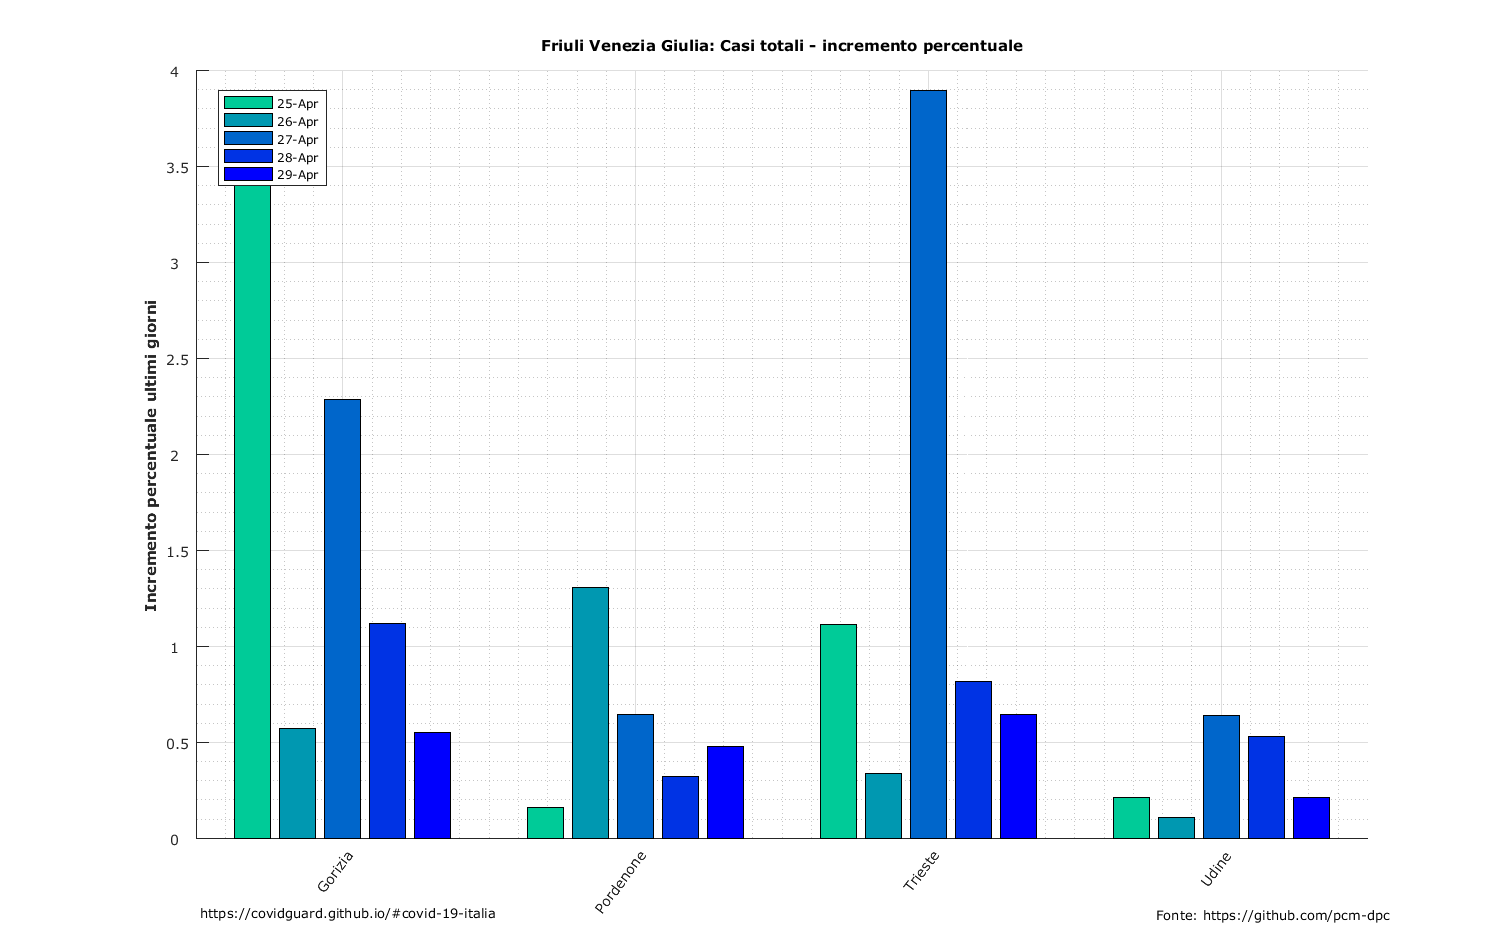 Friuli Venezia Giulia: Casi totali - incremento percentuale
Incremento percentuale ultimi giorni
4
3.5
3
2.5
2
1.5
1
0.5
0
25-Apr
26-Apr
27-Apr
28-Apr
29-Apr
Gorizia
Pordenone
Trieste
Udine
https://covidguard.github.io/#covid-19-italia
Fonte: https://github.com/pcm-dpc